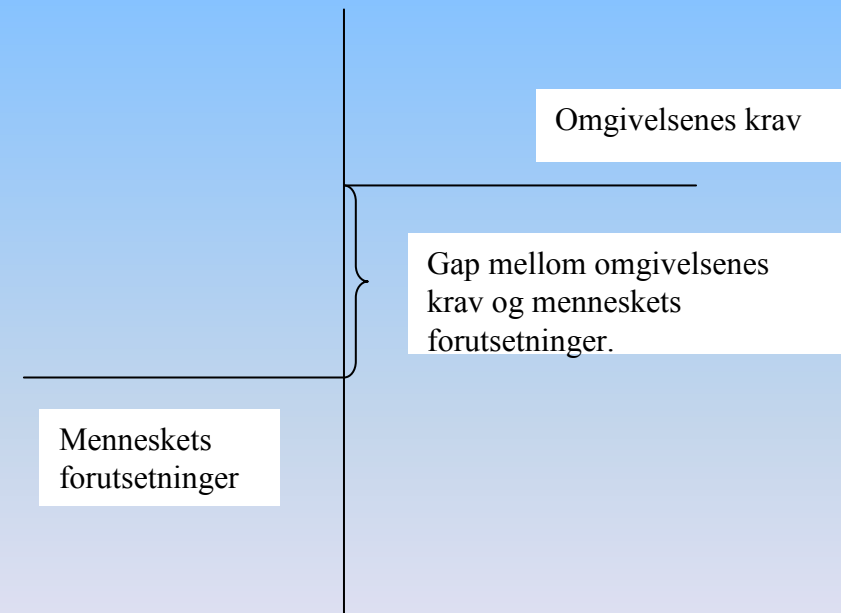 Omgivelsenes krav
Gap mellom omgivelsenes
krav og menneskets
forutsetninger.
Menneskets
forutsetninger